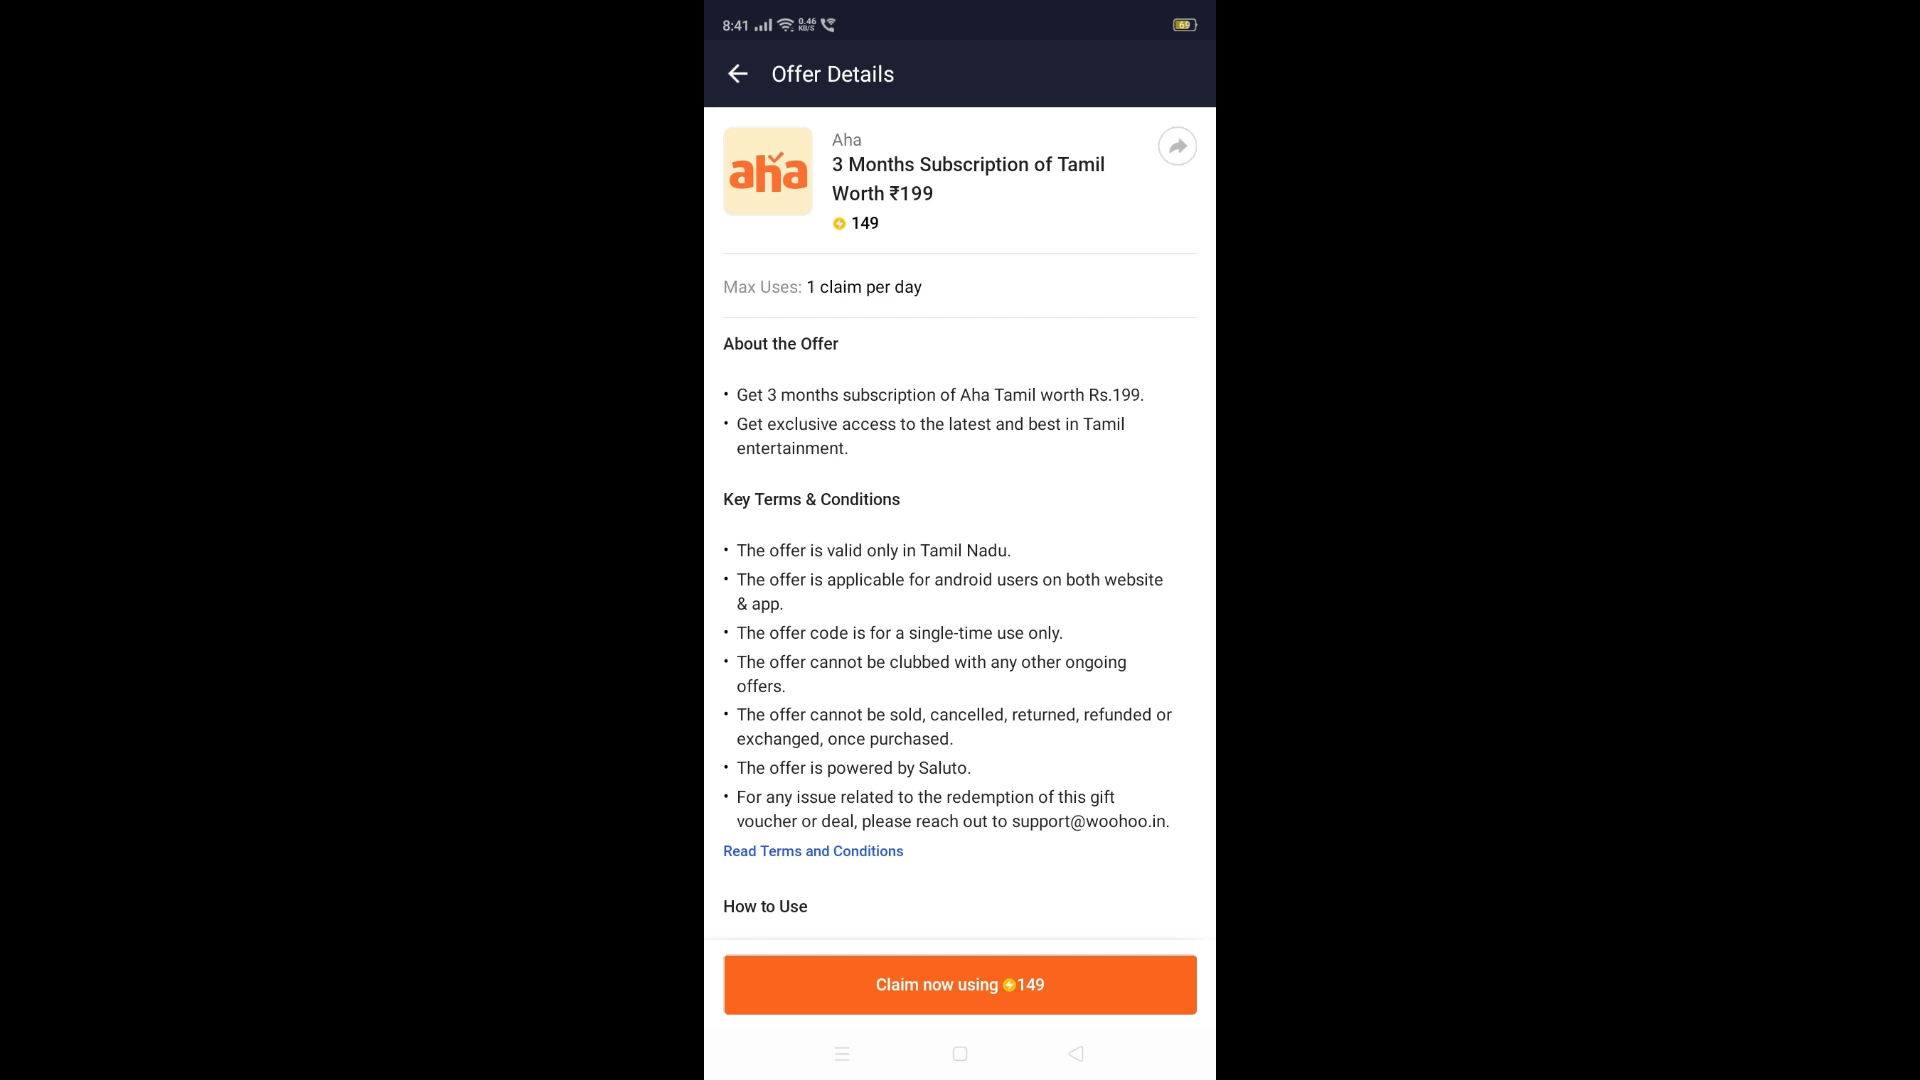 8:41 0.46 KB/S 69
Offer Details
aha
Aha
3 Months Subscription of Tamil
Worth ₹199
149
Max Uses: 1 claim per day
About the Offer
• Get 3 months subscription of Aha Tamil worth Rs.199.
• Get exclusive access to the latest and best in Tamil
entertainment.
Key Terms & Conditions
• The offer is valid only in Tamil Nadu.
• The offer is applicable for android users on both website
& app.
• The offer code is for a single-time use only.
• The offer cannot be clubbed with any other ongoing
offers.
• The offer cannot be sold, cancelled, returned, refunded or
exchanged, once purchased.
• The offer is powered by Saluto.
• For any issue related to the redemption of this gift
voucher or deal, please reach out to support@woohoo.in.
Read Terms and Conditions
How to Use
Claim now using 149